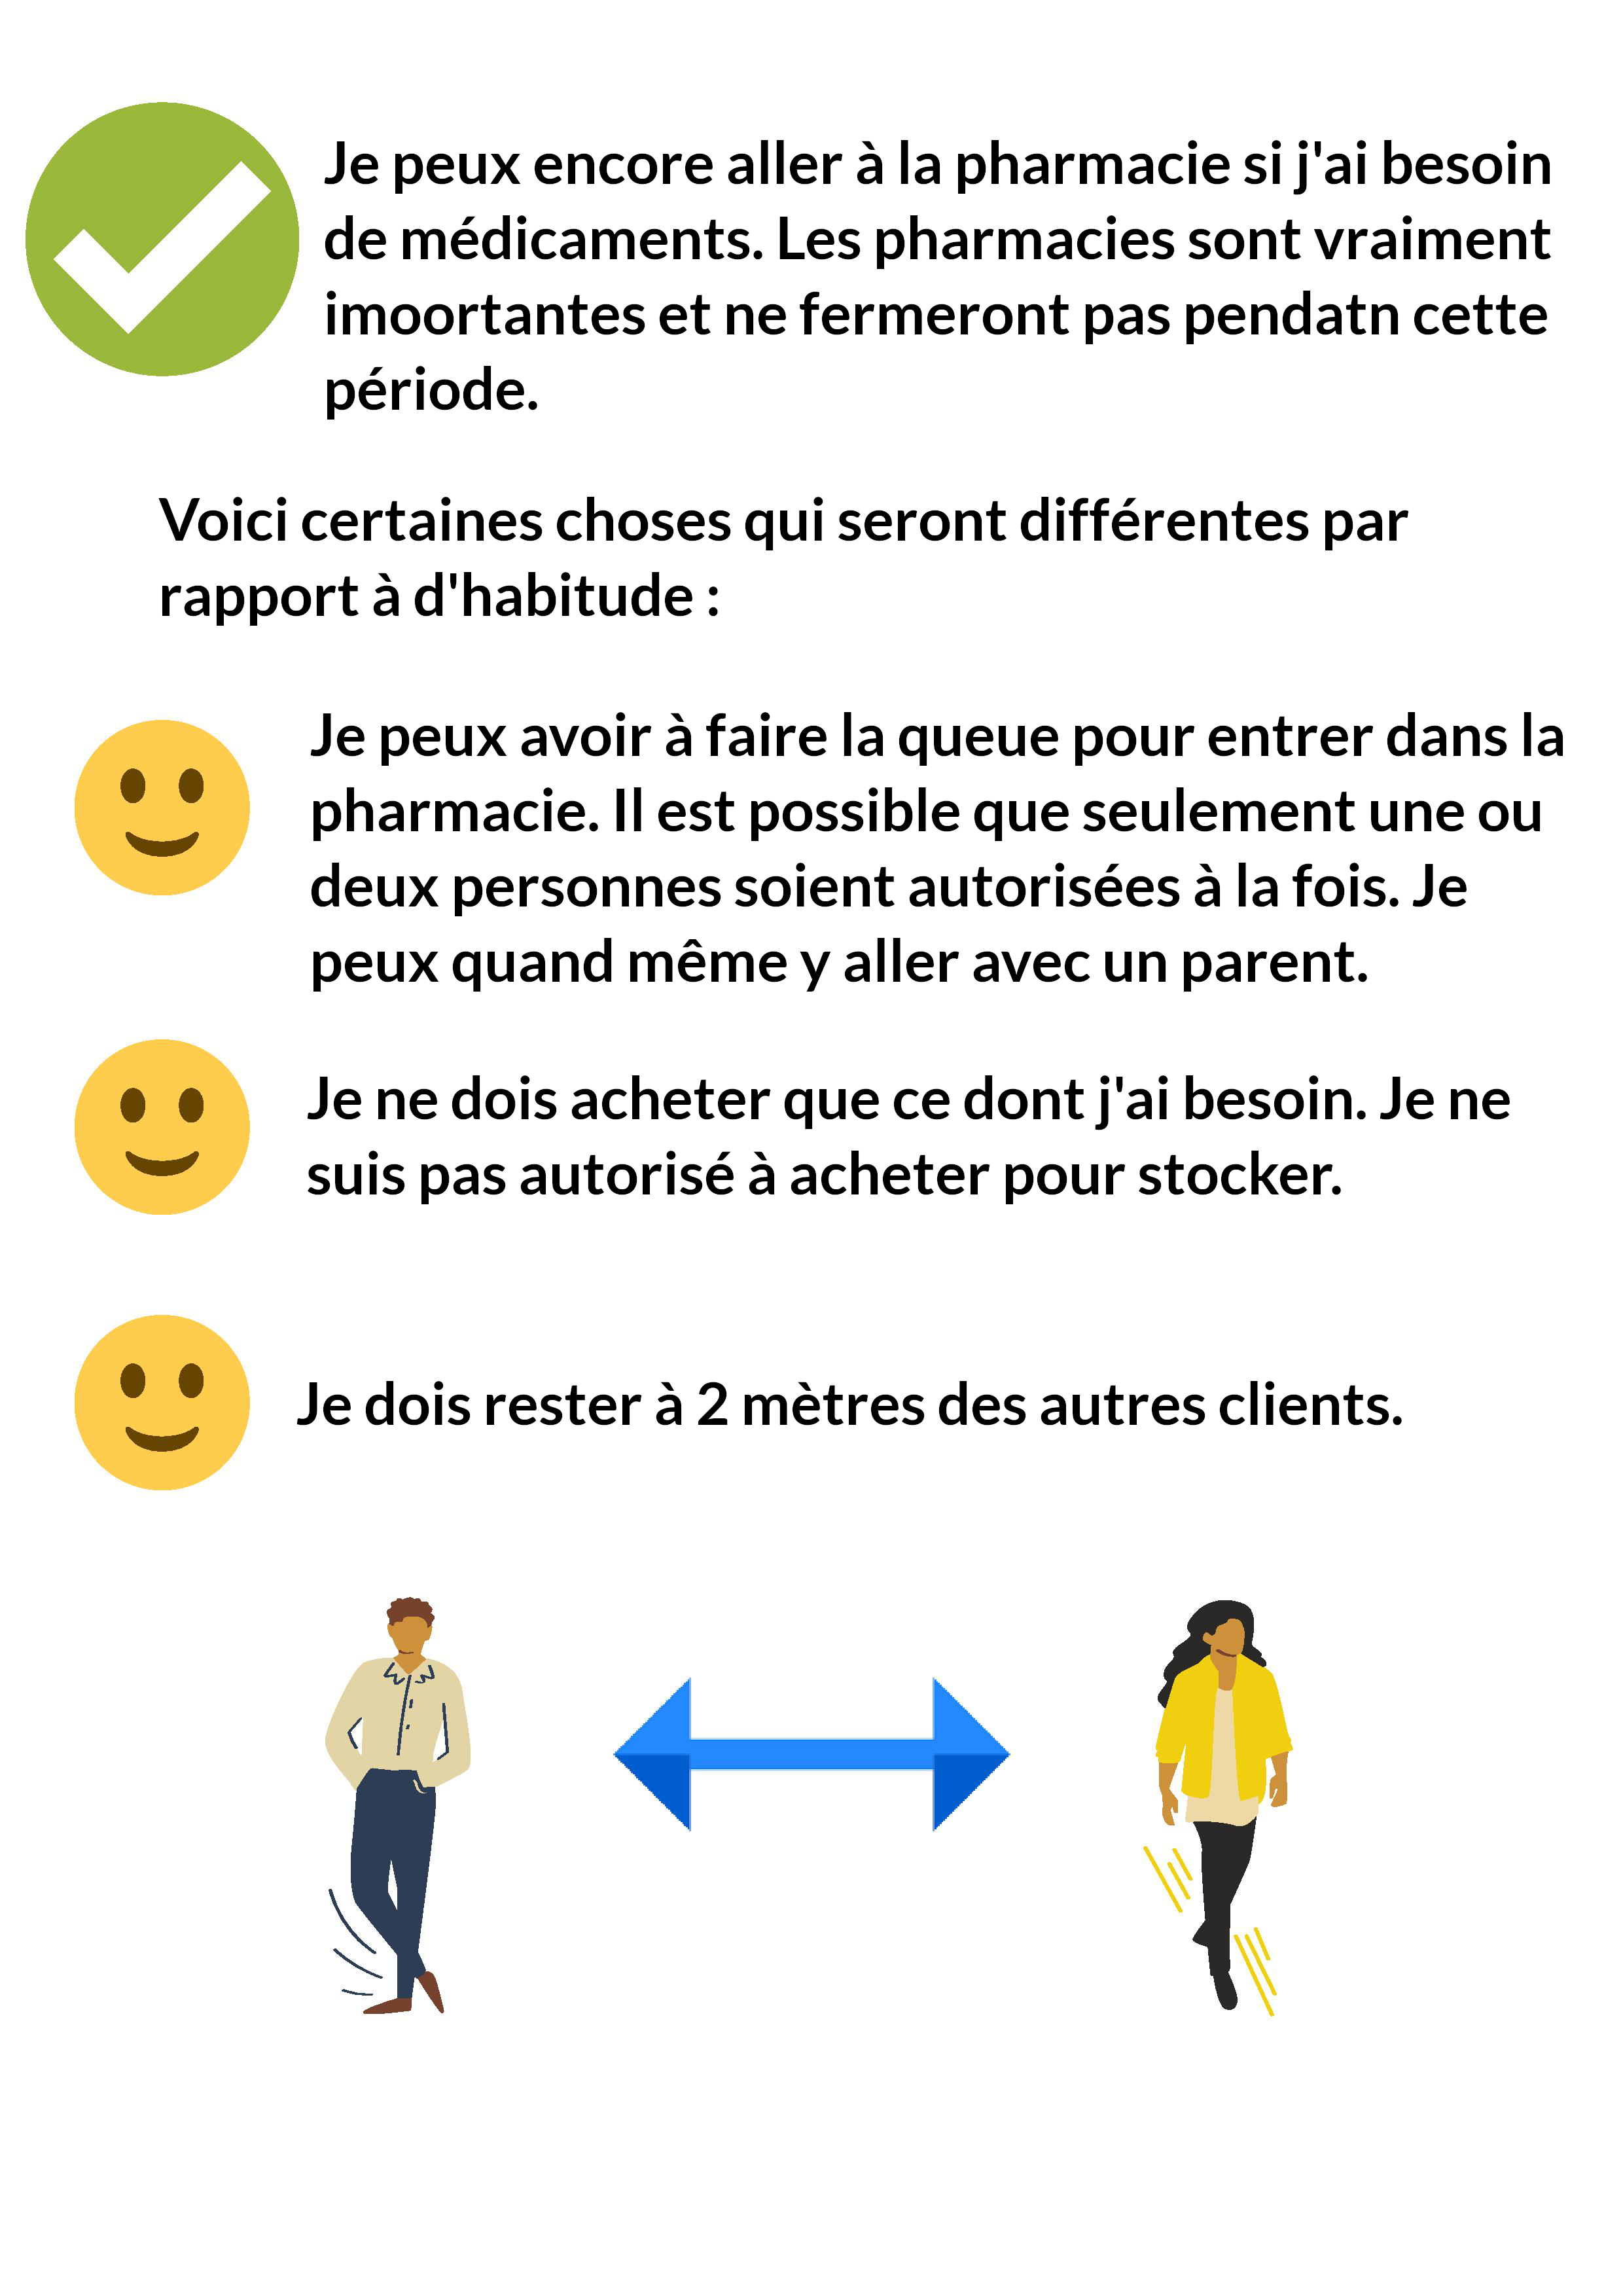 Je peux encore aller à la pharmacie si j'ai besoin
de médicaments. Les pharmacies sont vraiment
imoortantes et ne fermeront pas pendatn cette
période.
Voici certaines choses qui seront différentes par
rapport à d'habitude :
Je peux avoir à faire la queue pour entrer dans la
pharmacie. Il est possible que seulement une ou
deux personnes soient autorisées à la fois. Je
peux quand même y aller avec un parent.
Je ne dois acheter que ce dont j'ai besoin. Je ne
suis pas autorisé à acheter pour stocker.
Je dois rester à 2 mètres des autres clients.